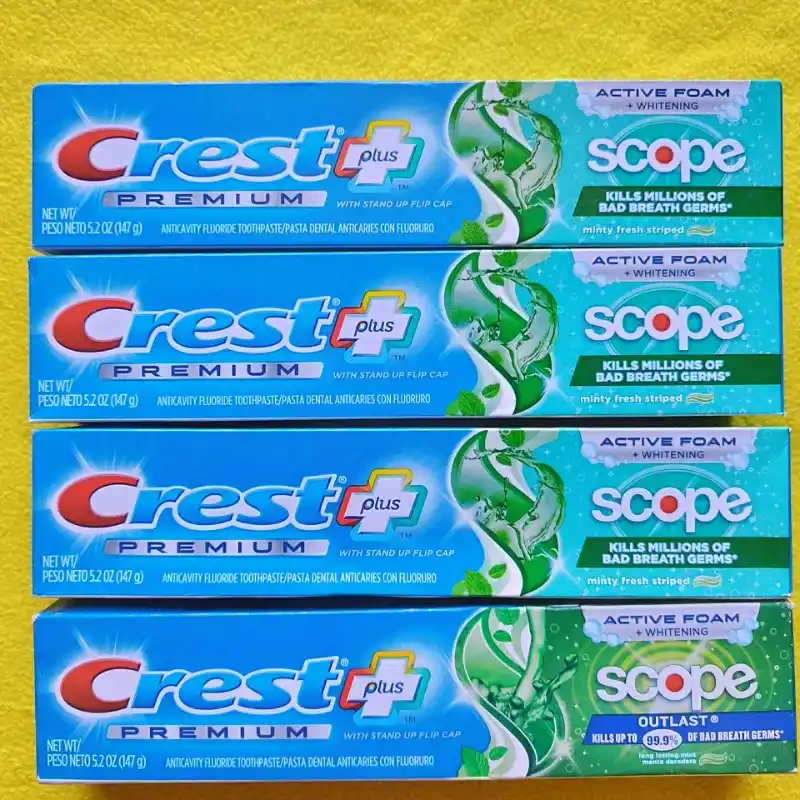 Crest® plus™
PREMIUM
WITH STAND UP FLIP CAP
NET WT/
PESO NETO 5.2 OZ (147 g)
ANTICAVITY FLUORIDE TOOTHPASTE/PASTA DENTAL ANTICARIES CON FLUORURO
ACTIVE FOAM
+ WHITENING
scope®
KILLS MILLIONS OF
BAD BREATH GERMS*
minty fresh striped
Crest® plus™
PREMIUM
WITH STAND UP FLIP CAP
NET WT/
PESO NETO 5.2 OZ (147 g)
ANTICAVITY FLUORIDE TOOTHPASTE/PASTA DENTAL ANTICARIES CON FLUORURO
ACTIVE FOAM
+ WHITENING
scope®
KILLS MILLIONS OF
BAD BREATH GERMS*
minty fresh striped
Crest® plus™
PREMIUM
WITH STAND UP FLIP CAP
NET WT/
PESO NETO 5.2 OZ (147 g)
ANTICAVITY FLUORIDE TOOTHPASTE/PASTA DENTAL ANTICARIES CON FLUORURO
ACTIVE FOAM
+ WHITENING
scope®
KILLS MILLIONS OF
BAD BREATH GERMS*
minty fresh striped
Crest® plus™
PREMIUM
WITH STAND UP FLIP CAP
NET WT/
PESO NETO 5.2 OZ (147 g)
ANTICAVITY FLUORIDE TOOTHPASTE/PASTA DENTAL ANTICARIES CON FLUORURO
ACTIVE FOAM
+ WHITENING
scope®
OUTLAST®
KILLS UP TO 99.9% OF BAD BREATH GERMS*
long lasting mint
menta duradera